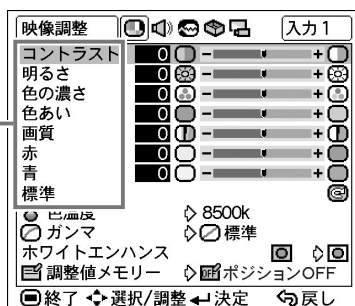 映像調整 入力1
コントラスト 0 - +
明るさ 0 - +
色の濃さ 0 - +
色あい 0 - +
画質 0 - +
赤 0 - +
青 0 - +
標準
色温度 8500k
ガンマ 標準
ホワイトエンハンス
調整値メモリー ポジションOFF
終了 選択/調整 決定 戻し